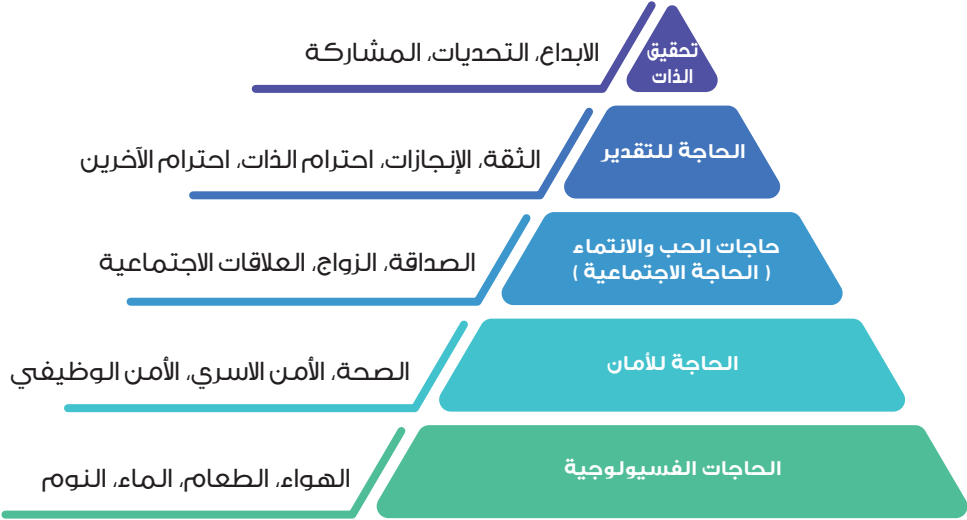 تحقيق
الذات
الابداع، التحديات، المشاركة
الحاجة للتقدير
الثقة، الإنجازات، احترام الذات، احترام الآخرين
حاجات الحب والانتماء
( الحاجة الاجتماعية )
الصداقة، الزواج، العلاقات الاجتماعية
الحاجة للأمان
الصحة، الأمن الاسري، الأمن الوظيفي
الحاجات الفسيولوجية
الهواء، الطعام، الماء، النوم